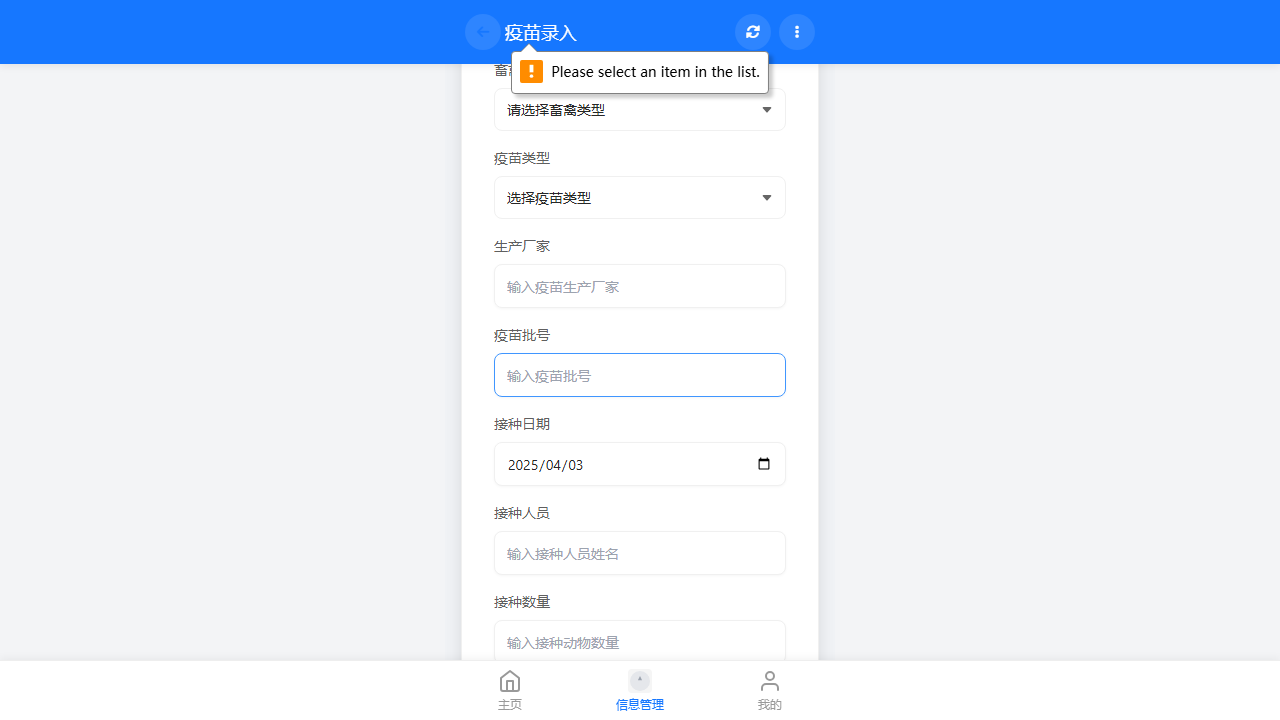 疫苗录入
Please select an item in the list.
畜
请选择畜禽类型
疫苗类型
选择疫苗类型
生产厂家
输入疫苗生产厂家
疫苗批号
输入疫苗批号
接种日期
2025/04/03
接种人员
输入接种人员姓名
接种数量
输入接种动物数量
主页
信息管理
我的